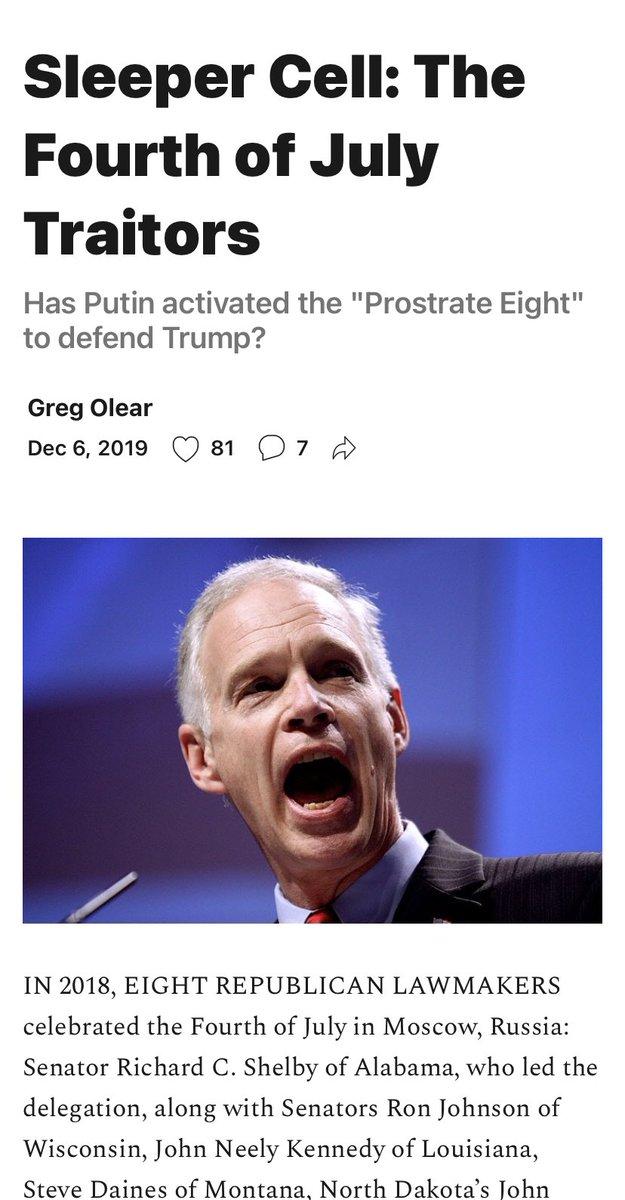 Sleeper Cell: The
Fourth of July
Traitors
Has Putin activated the "Prostrate Eight"
to defend Trump?
Greg Olear
Dec 6, 2019 81 7
IN 2018, EIGHT REPUBLICAN LAWMAKERS
celebrated the Fourth of July in Moscow, Russia:
Senator Richard C. Shelby of Alabama, who led the
delegation, along with Senators Ron Johnson of
Wisconsin, John Neely Kennedy of Louisiana,
Steve Daines of Montana, North Dakota’s John